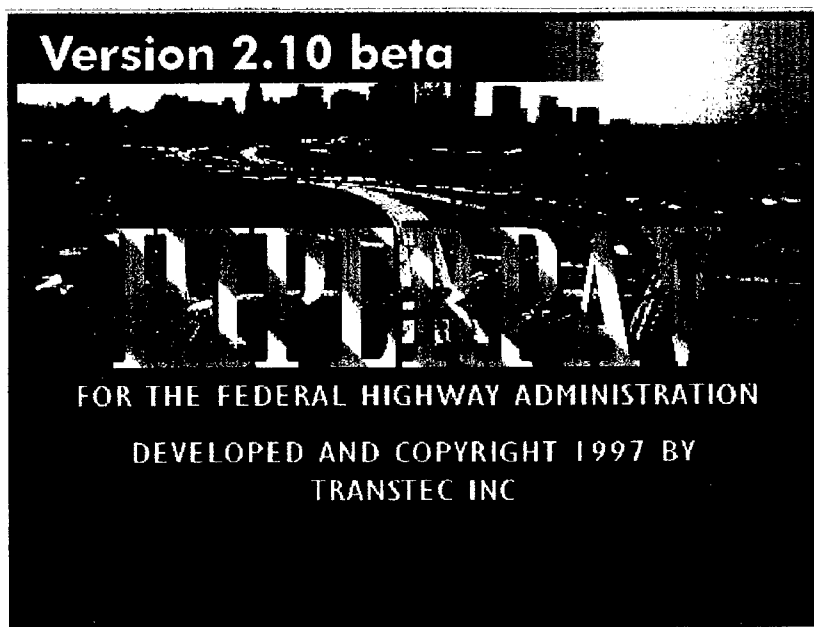 Version 2.10 beta
FOR THE FEDERAL HIGHWAY ADMINISTRATION
DEVELOPED AND COPYRIGHT 1997 BY
TRANSTEC INC